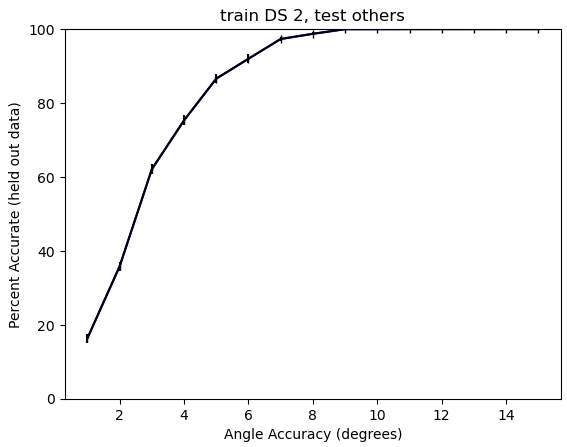 train DS 2, test others
Percent Accurate (held out data)
100
80
60
40
20
0
2 4 6 8 10 12 14
Angle Accuracy (degrees)